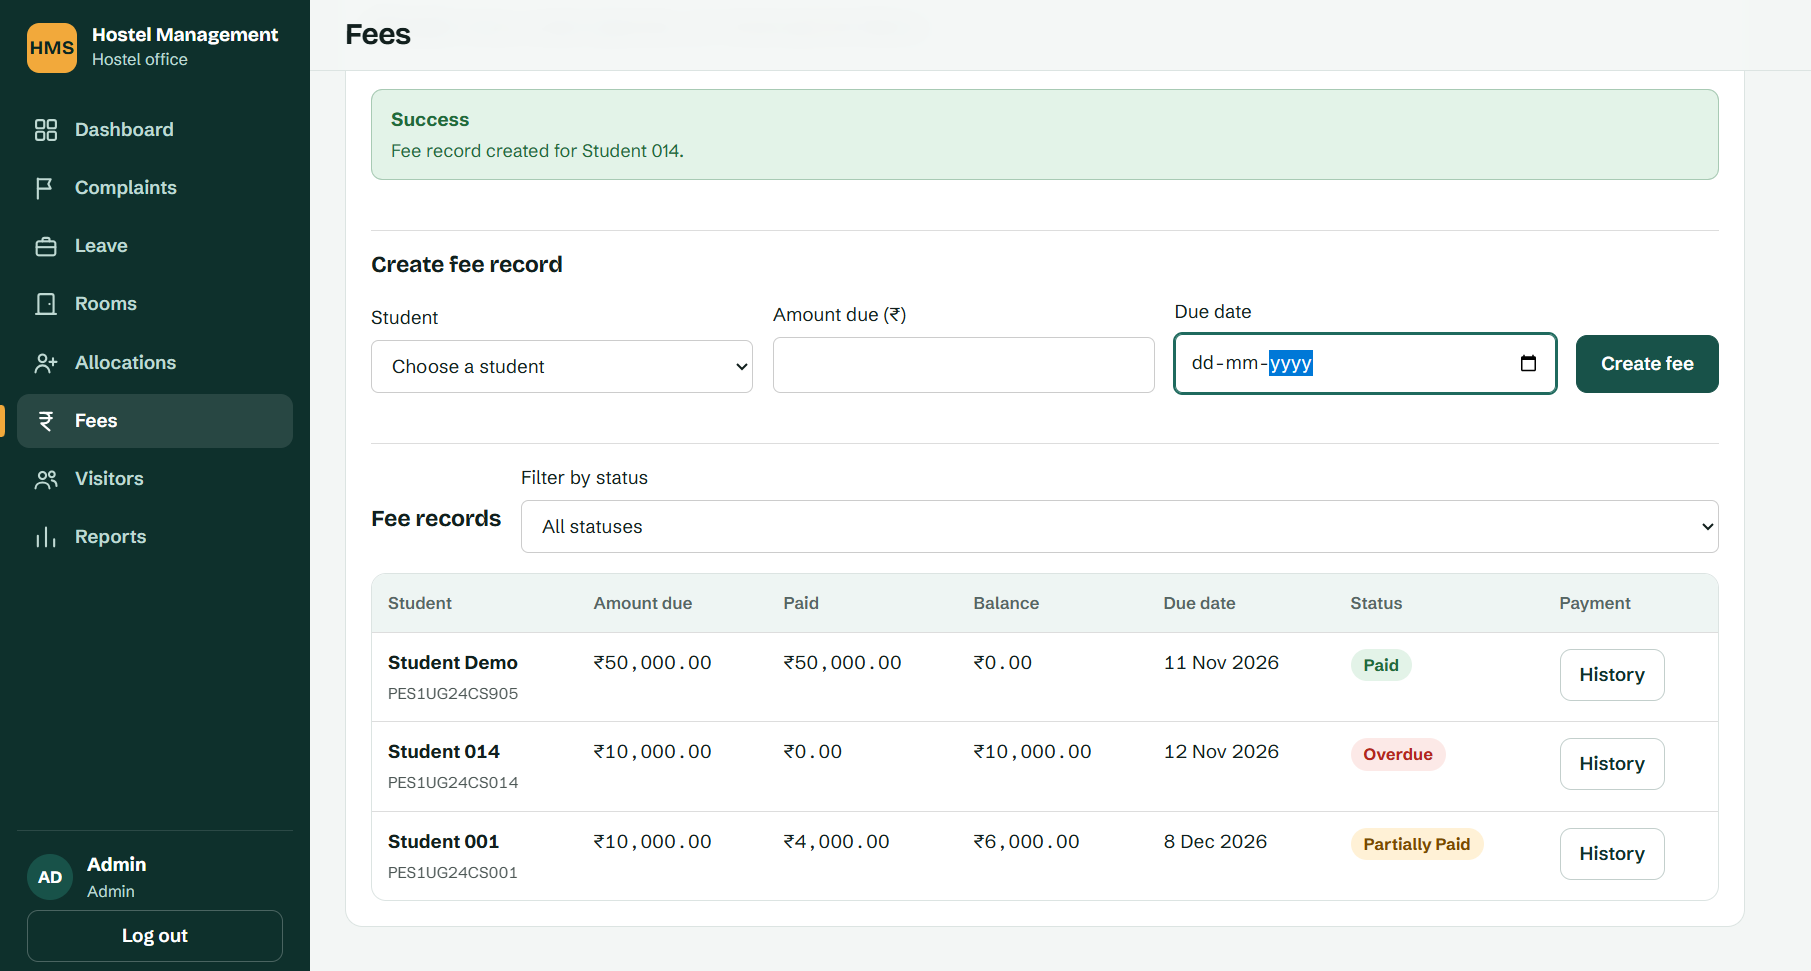 HMS
Hostel Management
Hostel office
Dashboard
Complaints
Leave
Rooms
Allocations
₹ Fees
Visitors
Reports
AD
Admin
Admin
Log out
Fees
Success
Fee record created for Student 014.
Create fee record
Student
Choose a student
Amount due (₹)
Due date
dd-mm-yyyy
Create fee
Fee records
Filter by status
All statuses
Student Amount due Paid Balance Due date Status Payment
Student Demo ₹50,000.00 ₹50,000.00 ₹0.00 11 Nov 2026 Paid History
PES1UG24CS905
Student 014 ₹10,000.00 ₹0.00 ₹10,000.00 12 Nov 2026 Overdue History
PES1UG24CS014
Student 001 ₹10,000.00 ₹4,000.00 ₹6,000.00 8 Dec 2026 Partially Paid History
PES1UG24CS001